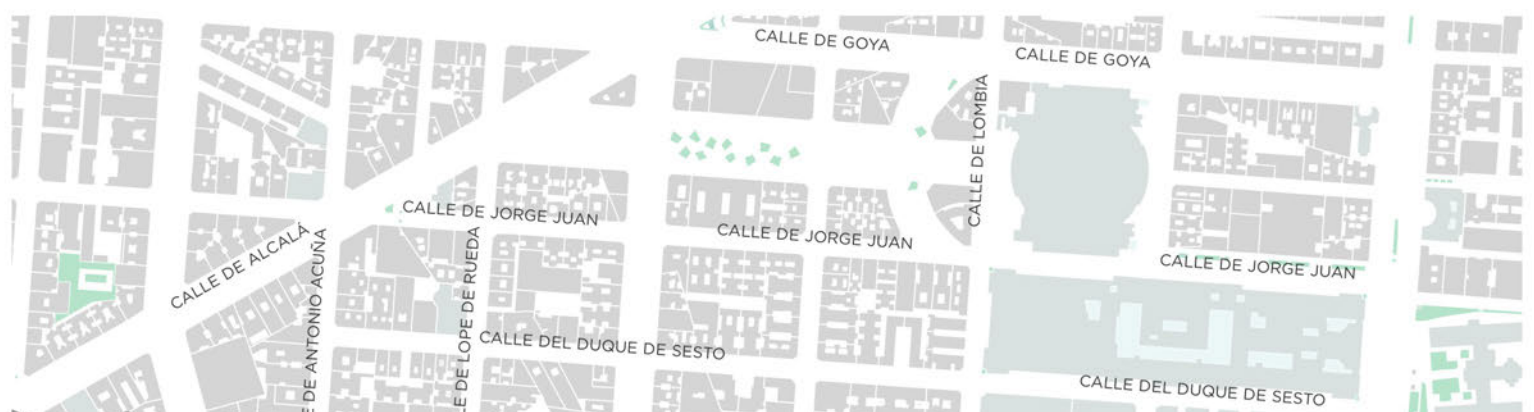 CALLE DE GOYA
CALLE DE GOYA
CALLE DE LOMBIA
CALLE DE JORGE JUAN
CALLE DE JORGE JUAN
CALLE DE JORGE JUAN
CALLE DE ALCALÁ
DE ANTONIO ACUÑA
DE LOPE DE RUEDA
CALLE DEL DUQUE DE SESTO
CALLE DEL DUQUE DE SESTO